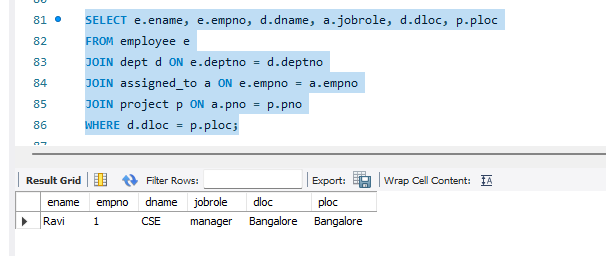 81 SELECT e.ename, e.empno, d.dname, a.jobrole, d.dloc, p.ploc
82 FROM employee e
83 JOIN dept d ON e.deptno = d.deptno
84 JOIN assigned_to a ON e.empno = a.empno
85 JOIN project p ON a.pno = p.pno
86 WHERE d.dloc = p.ploc;
Result Grid Filter Rows: Export: Wrap Cell Content:
ename empno dname jobrole dloc ploc
Ravi 1 CSE manager Bangalore Bangalore